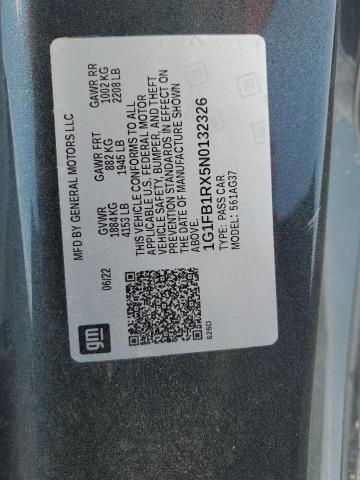 MFD BY GENERAL MOTORS LLC
06/22
GVWR
1884 KG
4153 LB
GAWR FRT
882 KG
1945 LB
GAWR RR
1002 KG
2208 LB
THIS VEHICLE CONFORMS TO ALL
APPLICABLE U.S. FEDERAL MOTOR
VEHICLE SAFETY, BUMPER, AND THEFT
PREVENTION STANDARDS IN EFFECT ON
THE DATE OF MANUFACTURE SHOWN
ABOVE.
1G1FB1RX5N0132326
TYPE: PASS CAR
MODEL: 561AG37
gm
626D